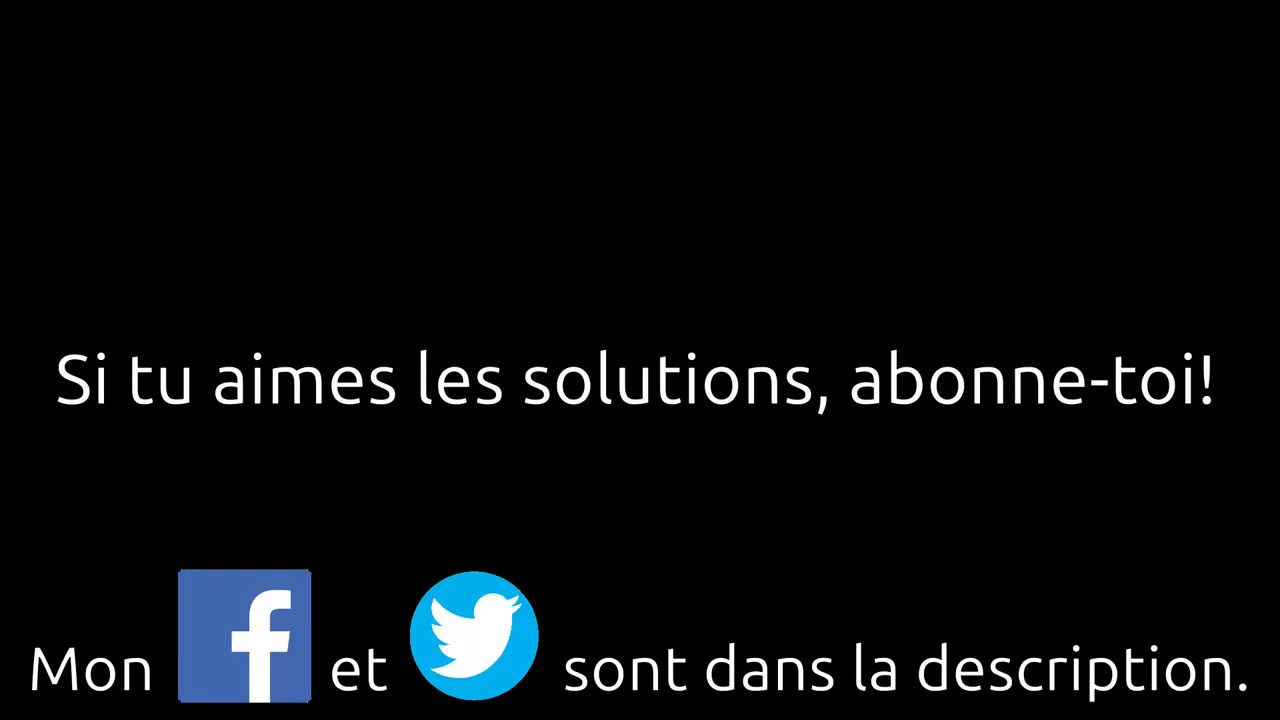 Si tu aimes les solutions, abonne-toi!
Mon f et sont dans la description.